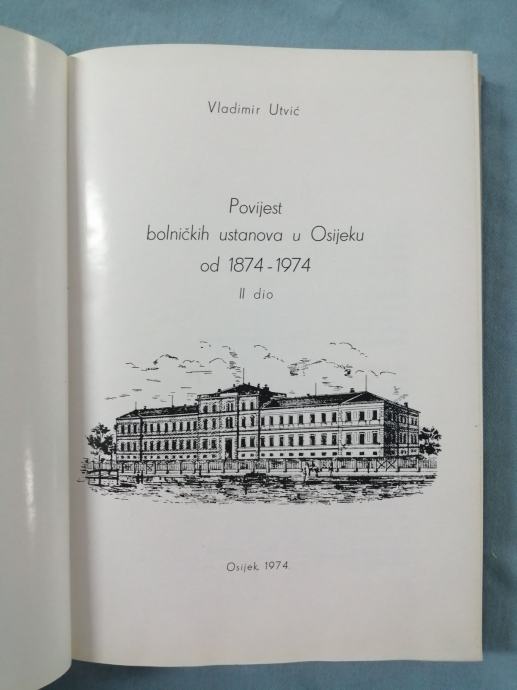 Vladimir Utvić
Povijest
bolničkih ustanova u Osijeku
od 1874-1974
II dio
Osijek, 1974.